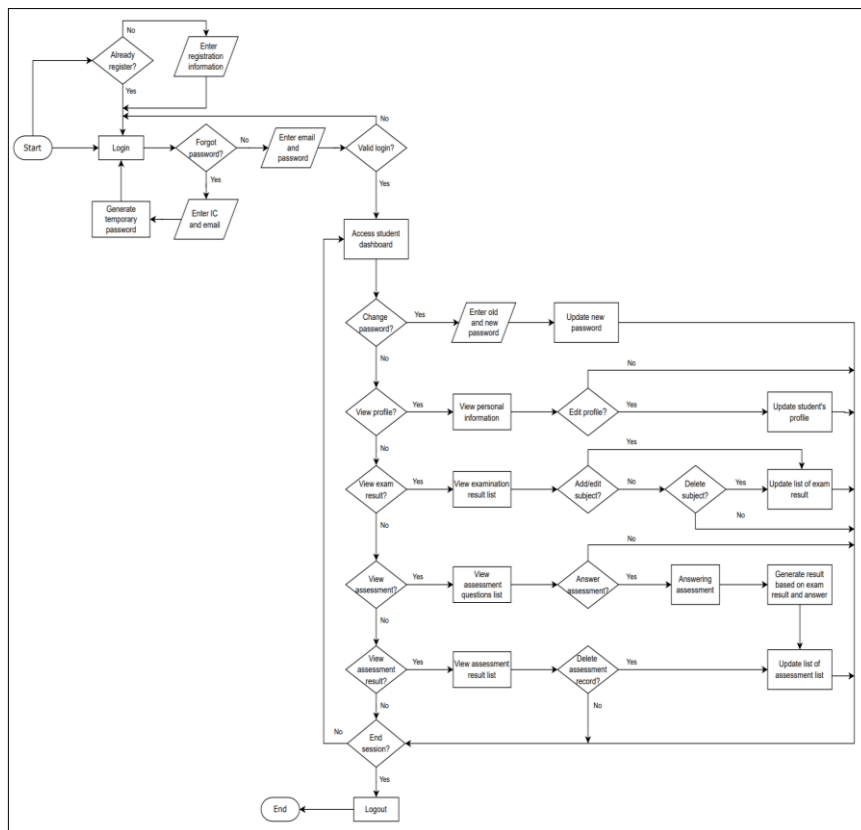 No
Already
register?
Enter
registration
information
Yes
No
Start
Login
Forgot
password?
No
Enter email
and
password
Valid login?
Yes
Yes
Generate
temporary
password
Enter IC
and email
Access student
dashboard
Change
password?
Yes
Enter old
and new
password
Update new
password
No
No
View profile?
Yes
View personal
information
Edit profile?
Yes
Update student's
profile
No
Yes
View exam
result?
Yes
View examination
result list
Add/edit
subject?
No
Delete
subject?
Yes
Update list of exam
result
No
No
No
View
assessment?
Yes
View
assessment
questions list
Answer
assessment?
Yes
Answering
assessment
Generate result
based on exam
result and answer
No
View
assessment
result?
Yes
View assessment
result list
Delete
assessment
record?
Yes
Update list of
assessment list
No
No
No
End
session?
Yes
End
Logout